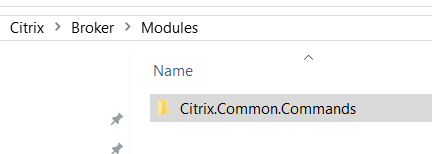 Citrix > Broker > Modules
Name
Citrix.Common.Commands